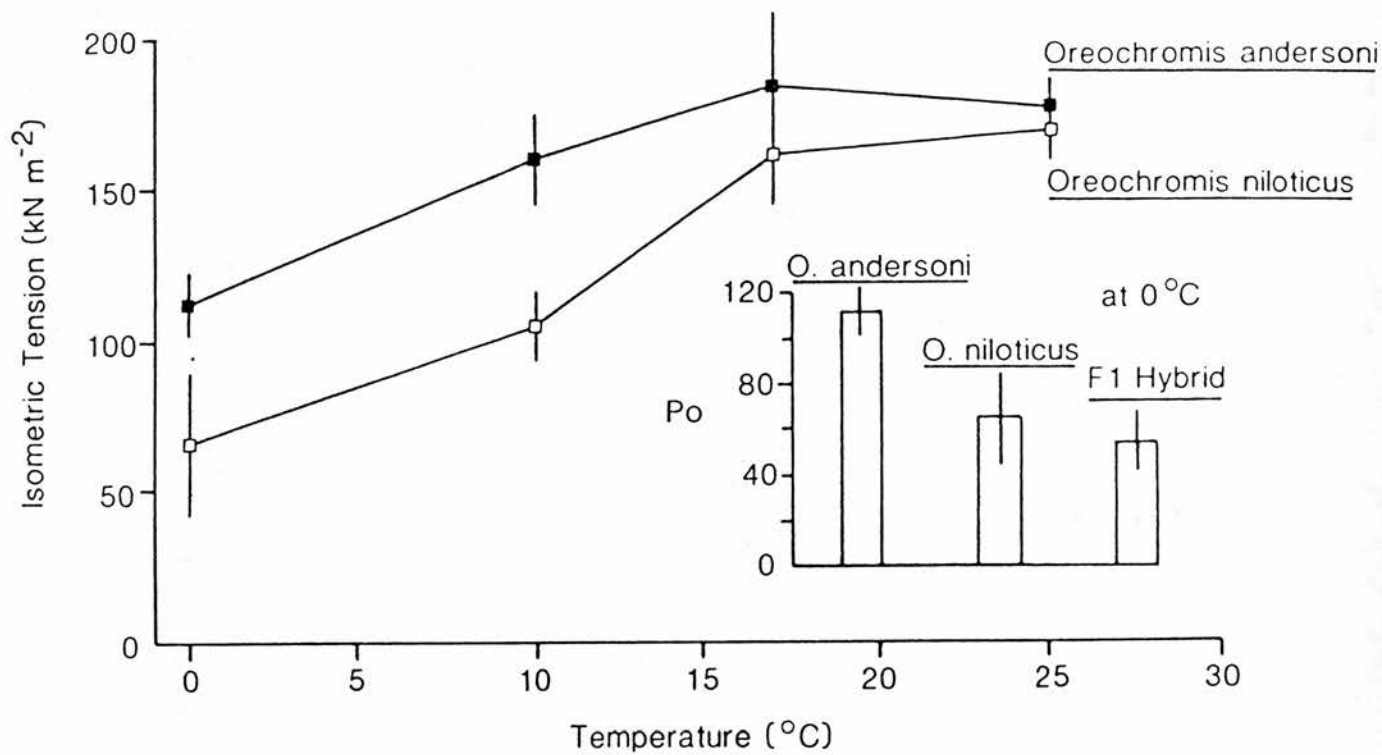 Isometric Tension (kN m⁻²)
200
150
100
50
0
Oreochromis andersoni
Oreochromis niloticus
O. andersoni
at 0°C
O. niloticus
F1 Hybrid
Po
120
80
40
0
0 5 10 15 20 25 30
Temperature (°C)